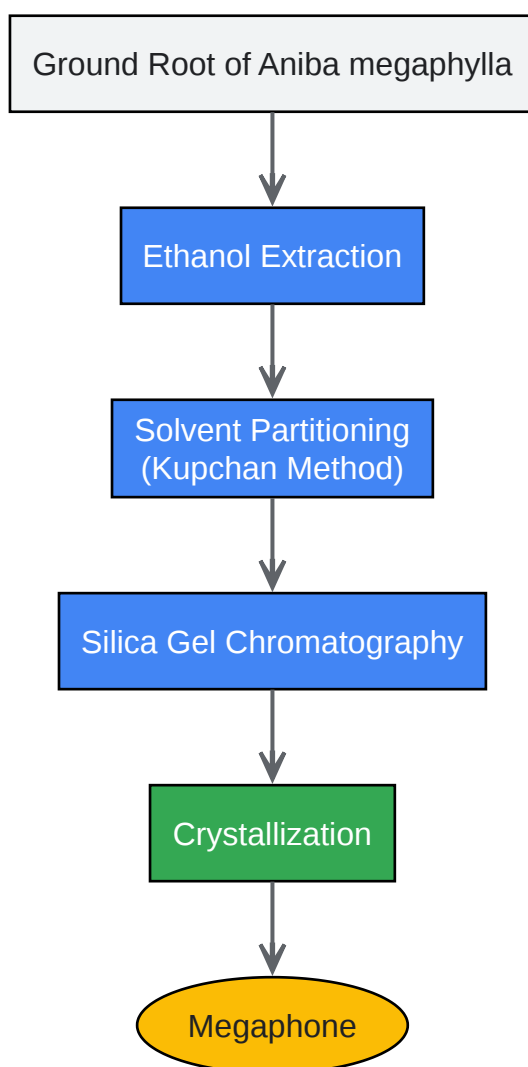 Ground Root of Aniba megaphylla
Ethanol Extraction
Solvent Partitioning
(Kupchan Method)
Silica Gel Chromatography
Crystallization
Megaphone